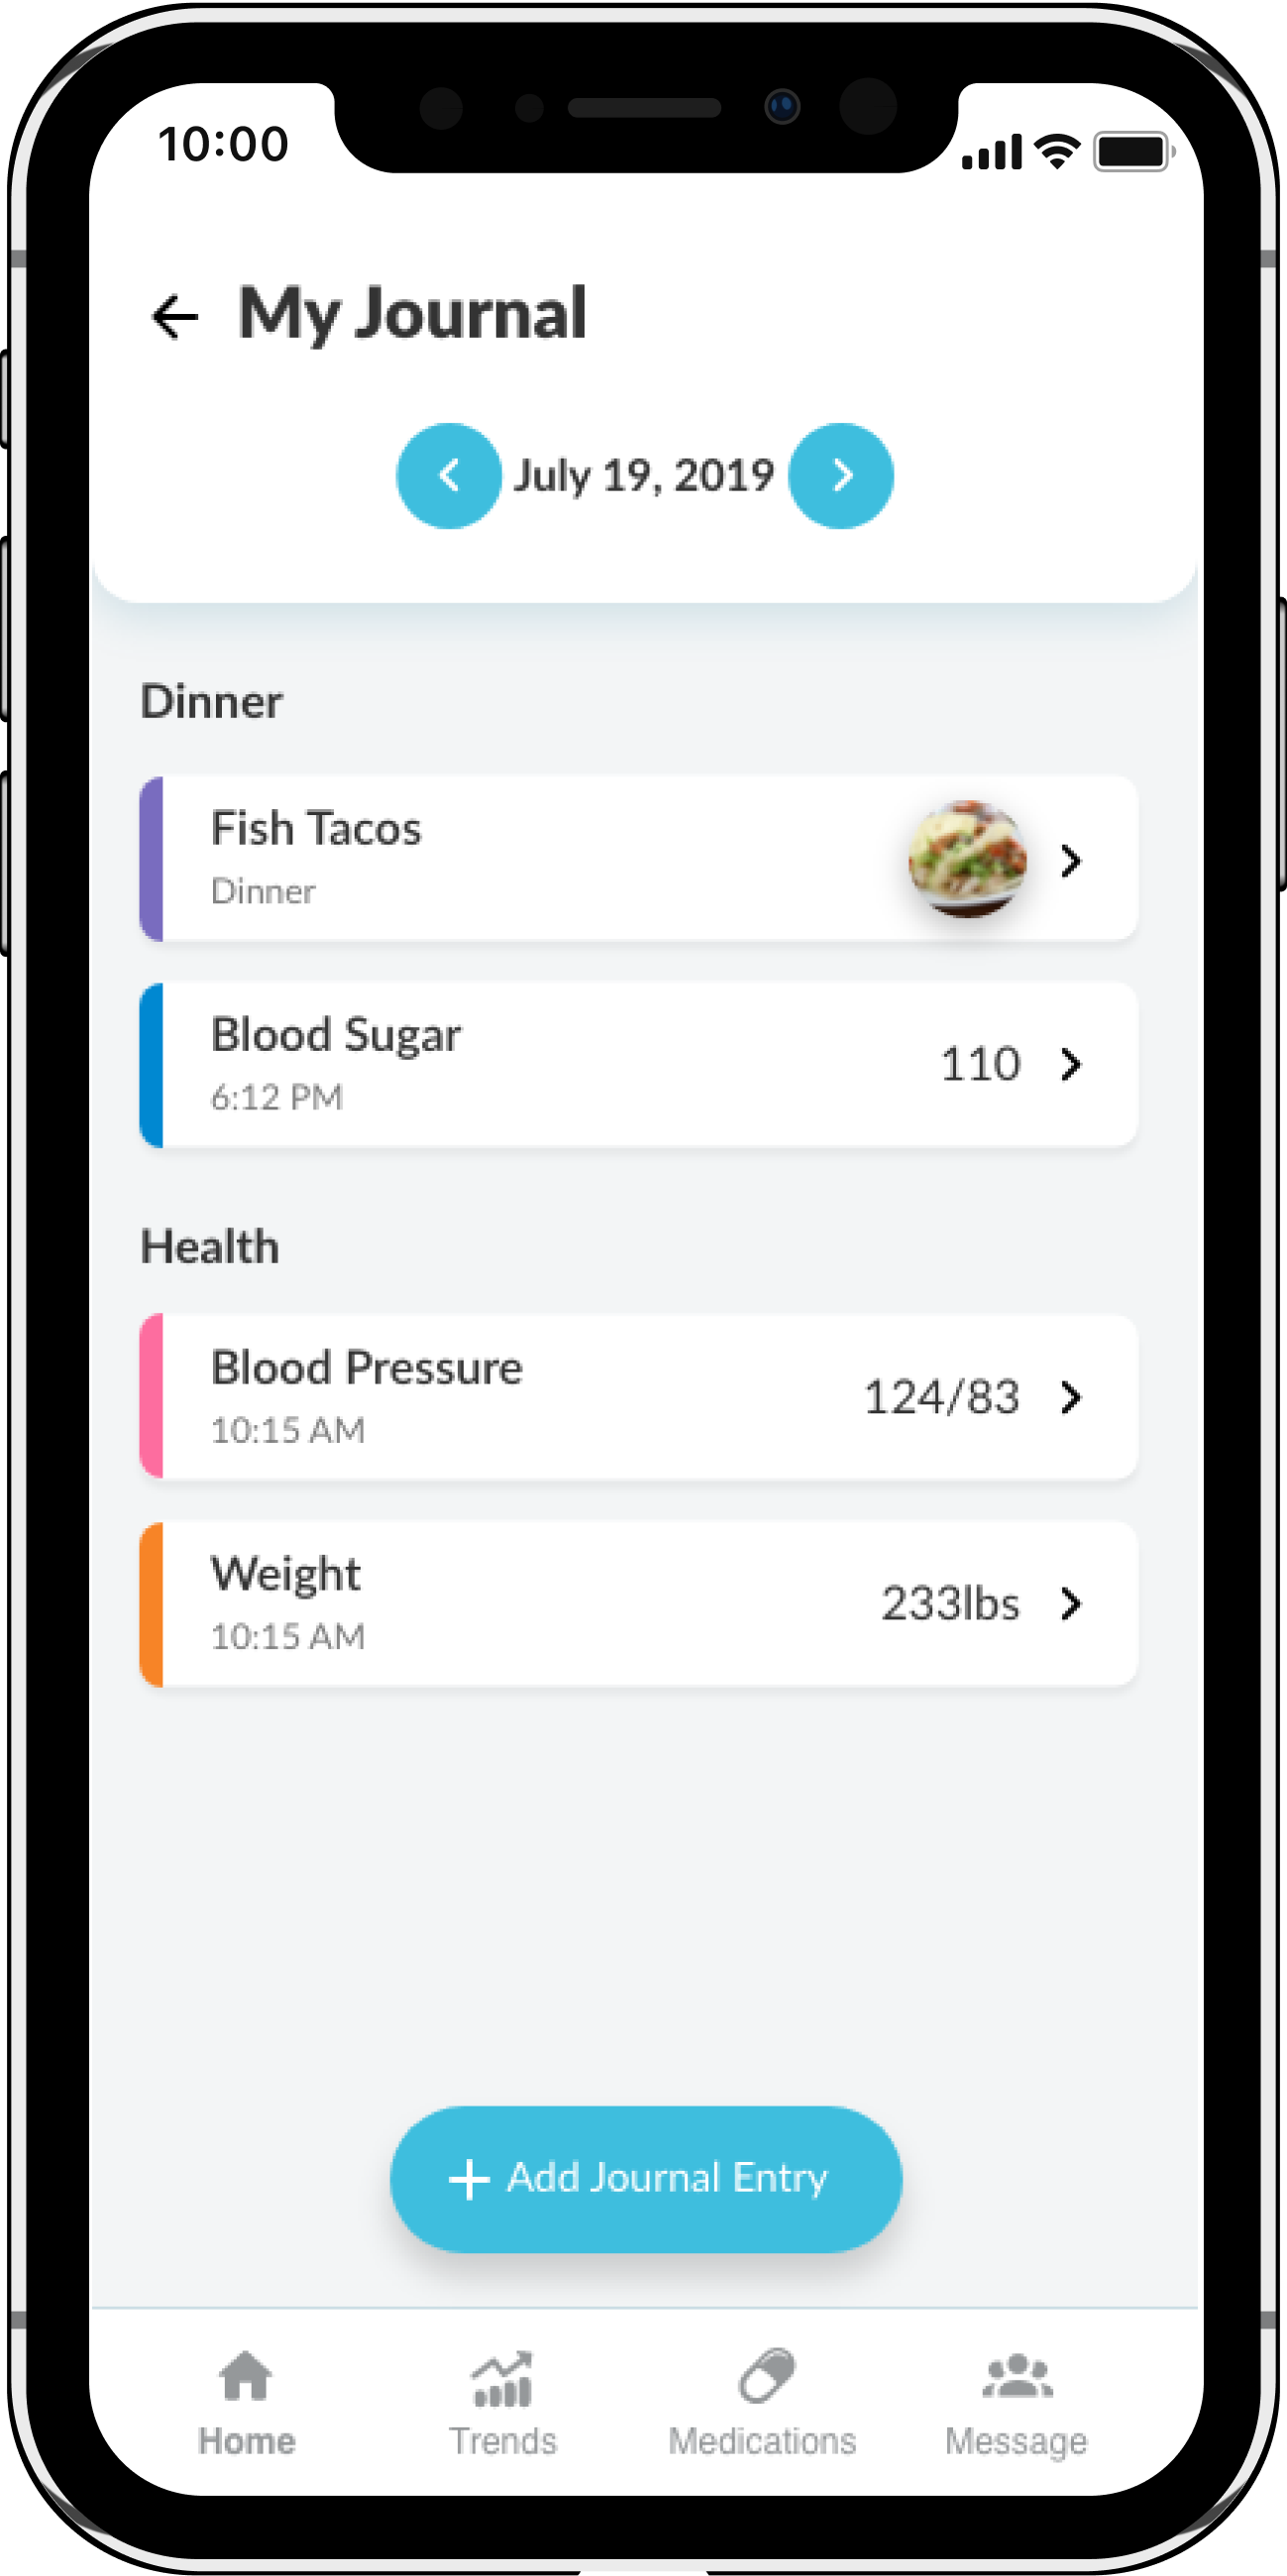 10:00
My Journal
July 19, 2019
Dinner
Fish Tacos
Dinner
Blood Sugar
110
6:12 PM
Health
Blood Pressure
124/83
10:15 AM
Weight
233lbs
10:15 AM
Add Journal Entry
Home Trends Medications Message